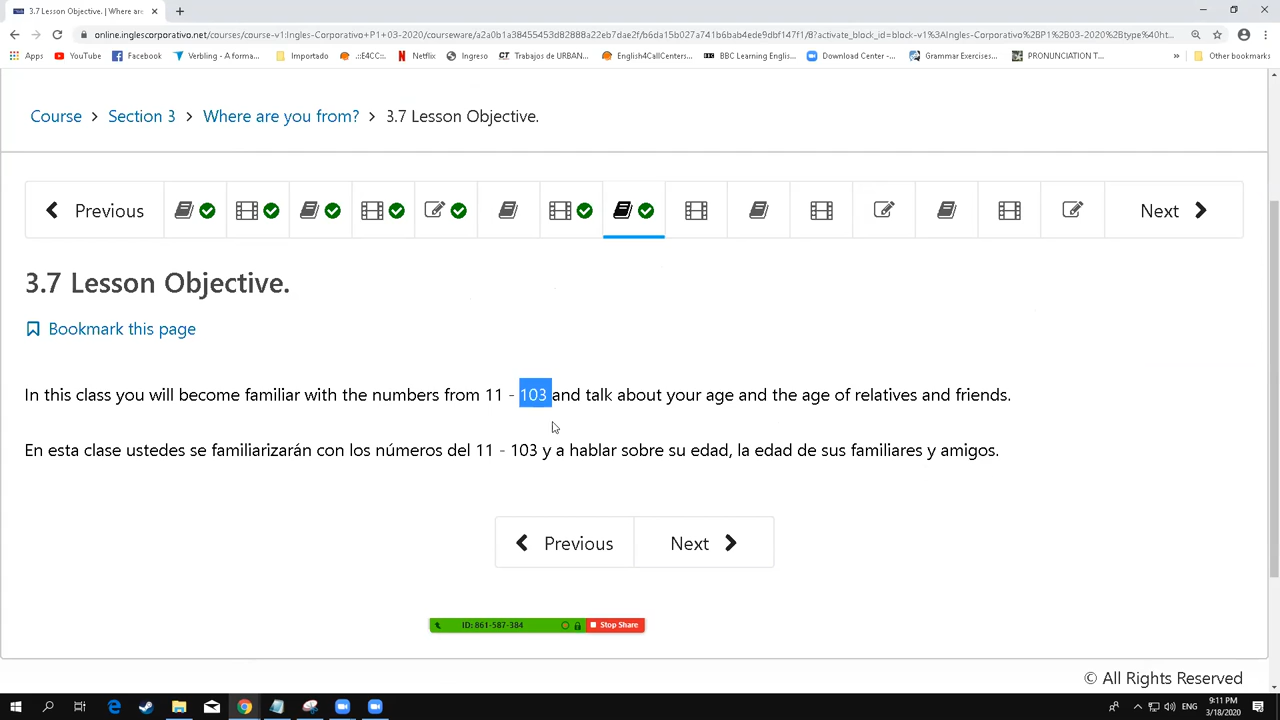 3.7 Lesson Objective. | Where are
online.inglescorporativo.net/courses/course-v1:Ingles-Corporativo+P1+03-2020/courseware/a2a0b1a38455453d82888a22eb7dae2f/b6da15b027a741b6bab4edc9dbf147f1/8?activate_block_id=block-v1%3AIngles-Corporativo%2BP1%2B03-2020%2Btype%40ht...
Apps YouTube Facebook Verbling - A forma... Importado .::E4CC::. Netflix Ingreso Trabajos de URBAN... English4CallCenters... BBC Learning Englis... Download Center -... Grammar Exercises... PRONUNCIATION T... » Other bookmarks
Course > Section 3 > Where are you from? > 3.7 Lesson Objective.
Previous Next
3.7 Lesson Objective.
Bookmark this page
In this class you will become familiar with the numbers from 11 - 103 and talk about your age and the age of relatives and friends.
En esta clase ustedes se familiarizarán con los números del 11 - 103 y a hablar sobre su edad, la edad de sus familiares y amigos.
Previous Next
ID: 861-587-384 Stop Share
© All Rights Reserved
ENG 9:11 PM
3/18/2020